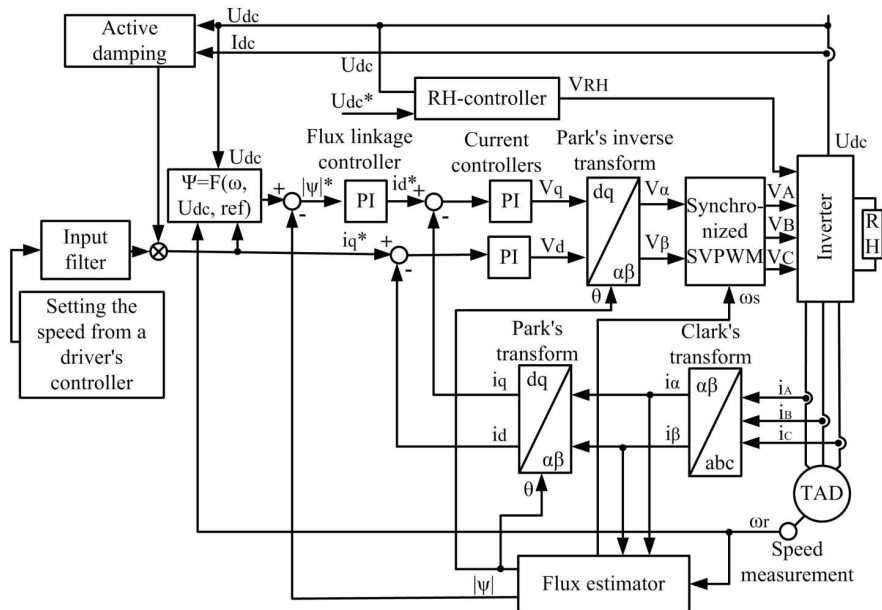 Active
damping
Udc
Idc
Udc
Udc*
RH-controller
VRH
Udc
Flux linkage
controller
Current
controllers
Park's inverse
transform
Udc
Ψ=F(ω,
Udc, ref)
+
-
|ψ|*
PI
id*
+
-
PI
Vq
dq
αβ
θ
Vα
Vβ
Synchro-
nized
SVPWM
ωs
VA
VB
VC
Inverter
RH
Input
filter
iq*
+
-
PI
Vd
Setting the
speed from a
driver's
controller
Park's
transform
Clark's
transform
iq
id
dq
αβ
θ
iα
iβ
αβ
abc
iA
iB
iC
TAD
ωr
Speed
measurement
|ψ|
Flux estimator